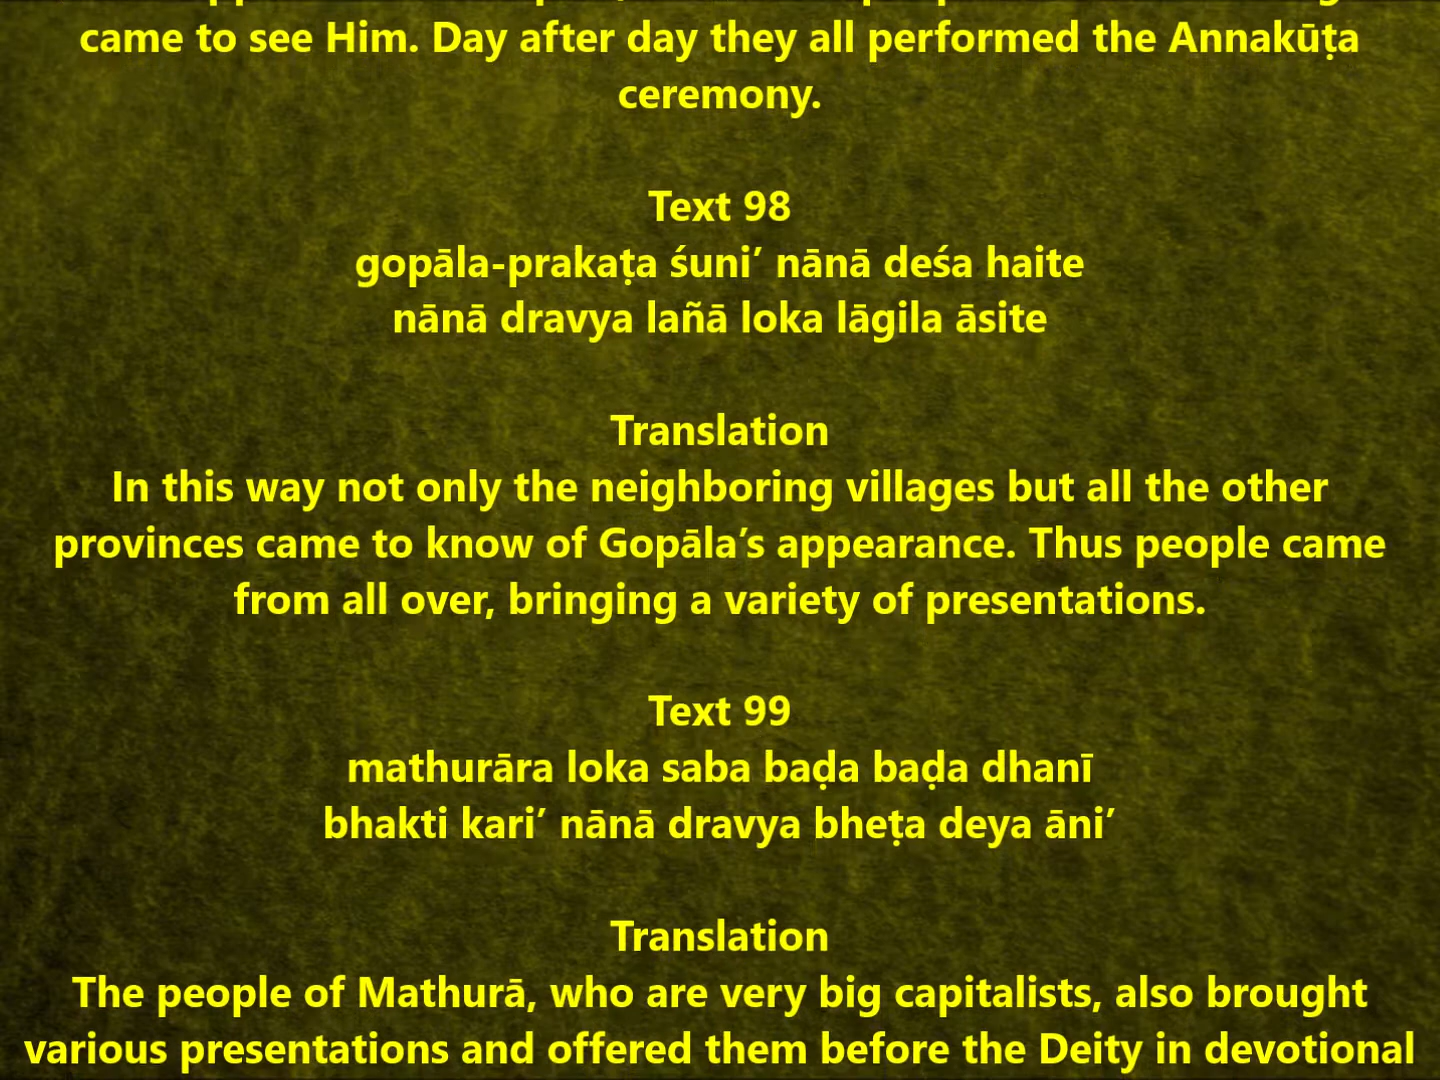 came to see Him. Day after day they all performed the Annakūṭa
ceremony.
Text 98
gopāla-prakaṭa śuni’ nānā deśa haite
nānā dravya lañā loka lāgila āsite
Translation
In this way not only the neighboring villages but all the other
provinces came to know of Gopāla’s appearance. Thus people came
from all over, bringing a variety of presentations.
Text 99
mathurāra loka saba baḍa baḍa dhanī
bhakti kari’ nānā dravya bheṭa deya āni’
Translation
The people of Mathurā, who are very big capitalists, also brought
various presentations and offered them before the Deity in devotional